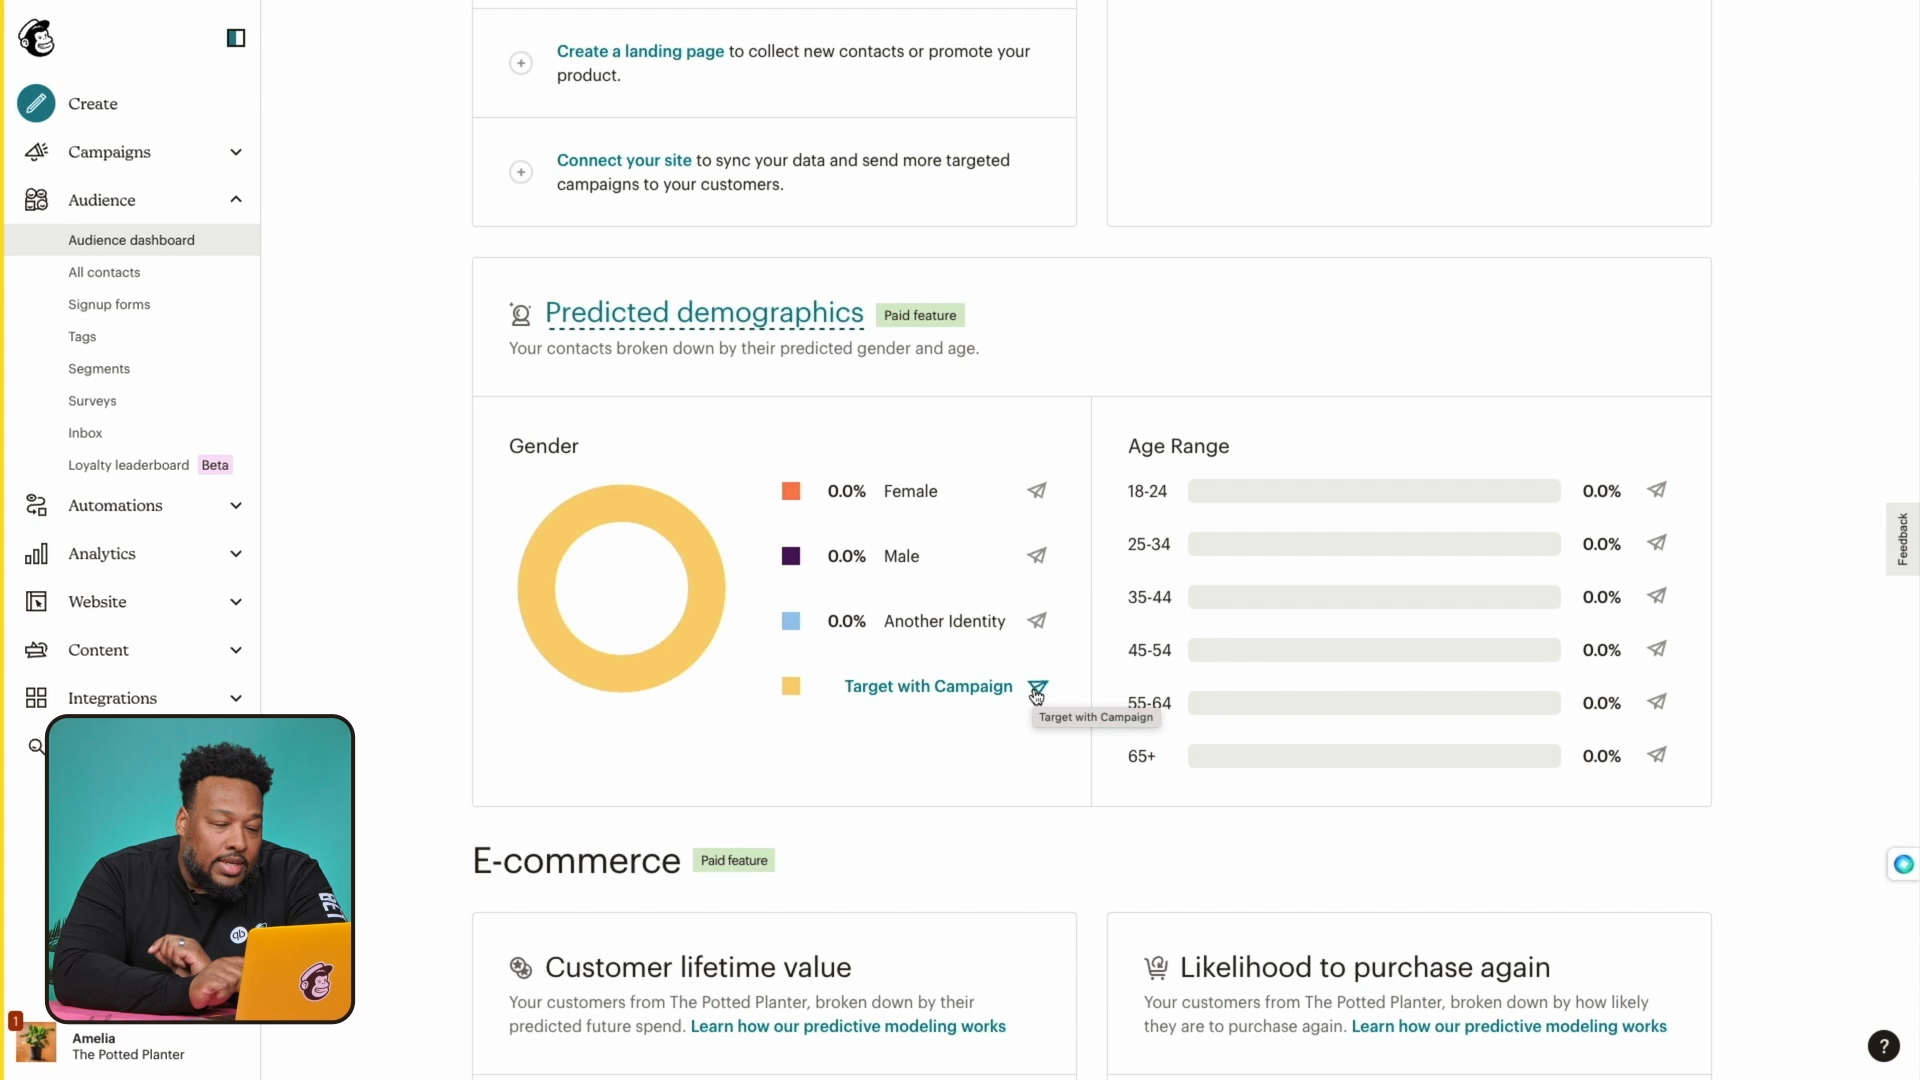 Create
Campaigns
Audience
Audience dashboard
All contacts
Signup forms
Tags
Segments
Surveys
Inbox
Loyalty leaderboard Beta
Automations
Analytics
Website
Content
Integrations
1
Amelia
The Potted Planter
Create a landing page to collect new contacts or promote your
product.
Connect your site to sync your data and send more targeted
campaigns to your customers.
Predicted demographics Paid feature
Your contacts broken down by their predicted gender and age.
Gender
0.0% Female
0.0% Male
0.0% Another Identity
Target with Campaign
Target with Campaign
Age Range
18-24 0.0%
25-34 0.0%
35-44 0.0%
45-54 0.0%
55-64 0.0%
65+ 0.0%
E-commerce Paid feature
Customer lifetime value
Your customers from The Potted Planter, broken down by their
predicted future spend. Learn how our predictive modeling works
Likelihood to purchase again
Your customers from The Potted Planter, broken down by how likely
they are to purchase again. Learn how our predictive modeling works
Feedback
?
qb